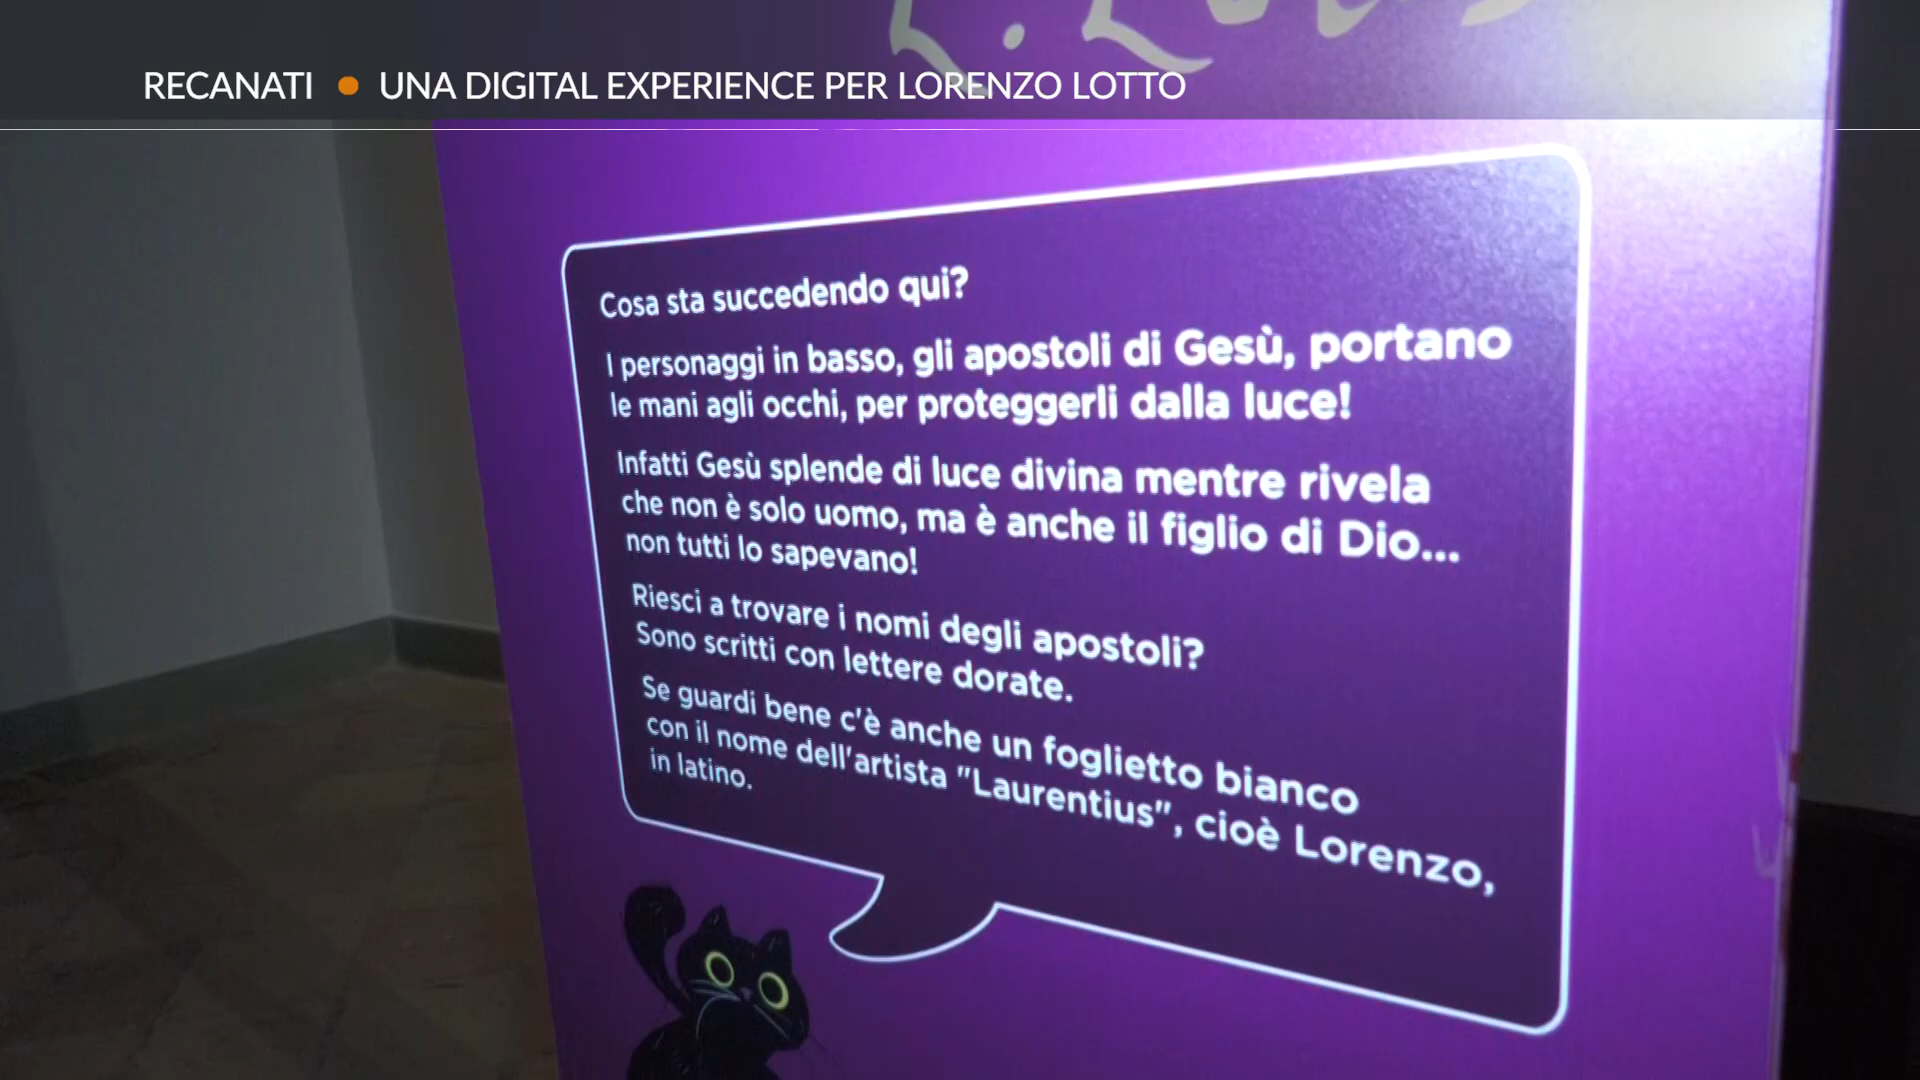 RECANATI • UNA DIGITAL EXPERIENCE PER LORENZO LOTTO
Cosa sta succedendo qui?
I personaggi in basso, gli apostoli di Gesù, portano
le mani agli occhi, per proteggerli dalla luce!
Infatti Gesù splende di luce divina mentre rivela
che non è solo uomo, ma è anche il figlio di Dio...
non tutti lo sapevano!
Riesci a trovare i nomi degli apostoli?
Sono scritti con lettere dorate.
Se guardi bene c'è anche un foglietto bianco
con il nome dell'artista "Laurentius", cioè Lorenzo,
in latino.